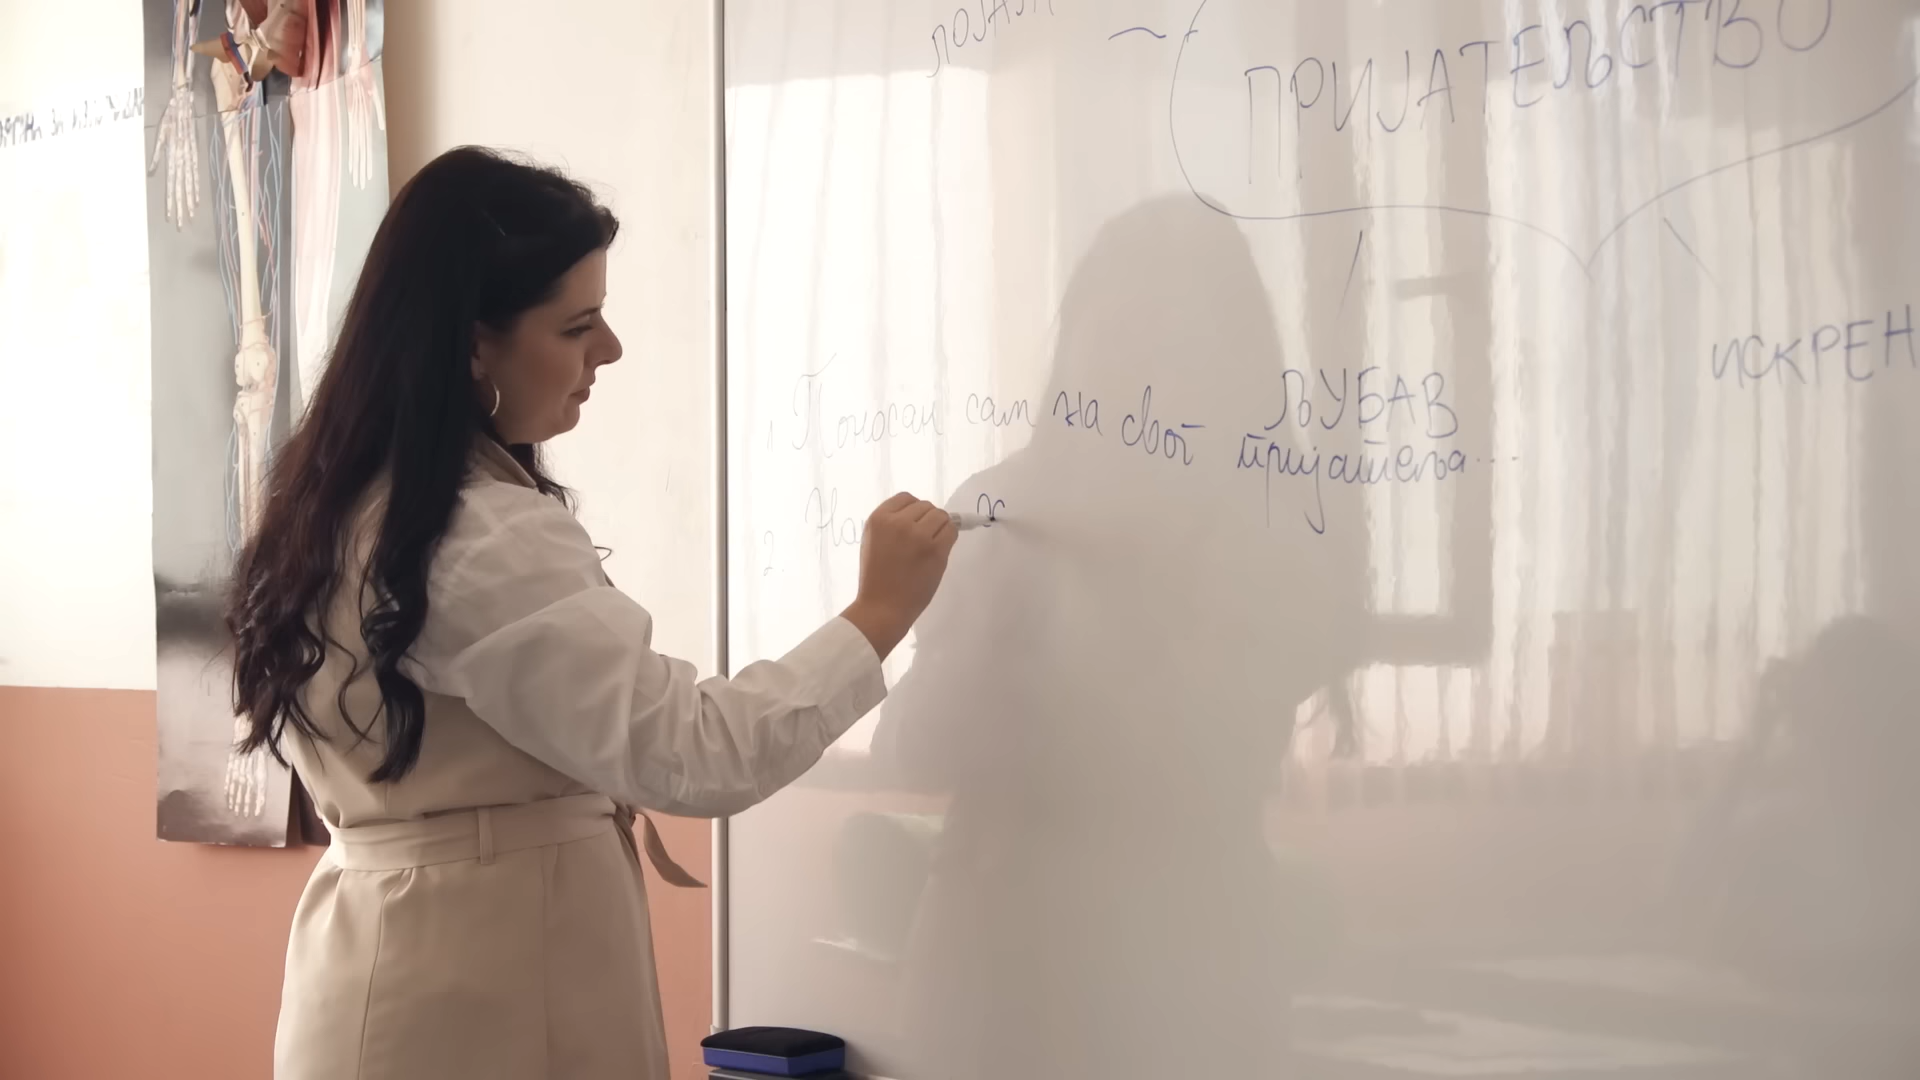 ПРИЈАТЕЉСТВО
ИСКРЕН
ЉУБАВ
1. Поносан сам на свог пријатеља...
2.